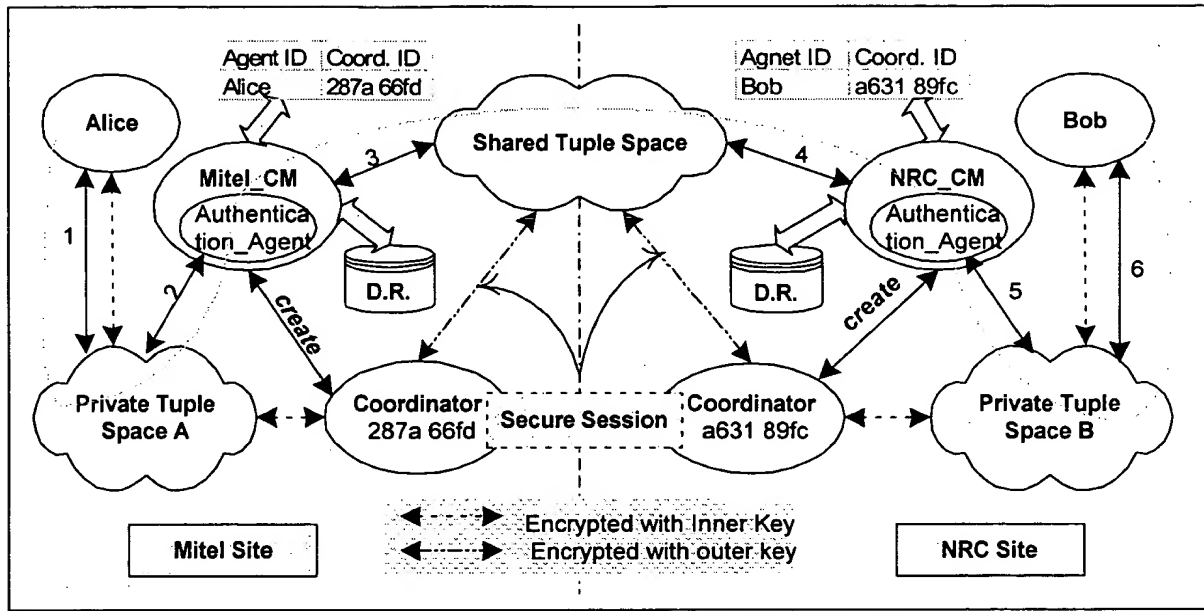 Agent ID Coord. ID
Alice 287a 66fd
Agnet ID Coord. ID
Bob a631 89fc
Alice
Shared Tuple Space
Bob
3
4
Mitel_CM
Authentica
tion_Agent
NRC_CM
Authentica
tion_Agent
1
2
D.R.
D.R.
5
6
create
create
Private Tuple
Space A
Coordinator
287a 66fd
Secure Session
Coordinator
a631 89fc
Private Tuple
Space B
Encrypted with Inner Key
Encrypted with outer key
Mitel Site
NRC Site